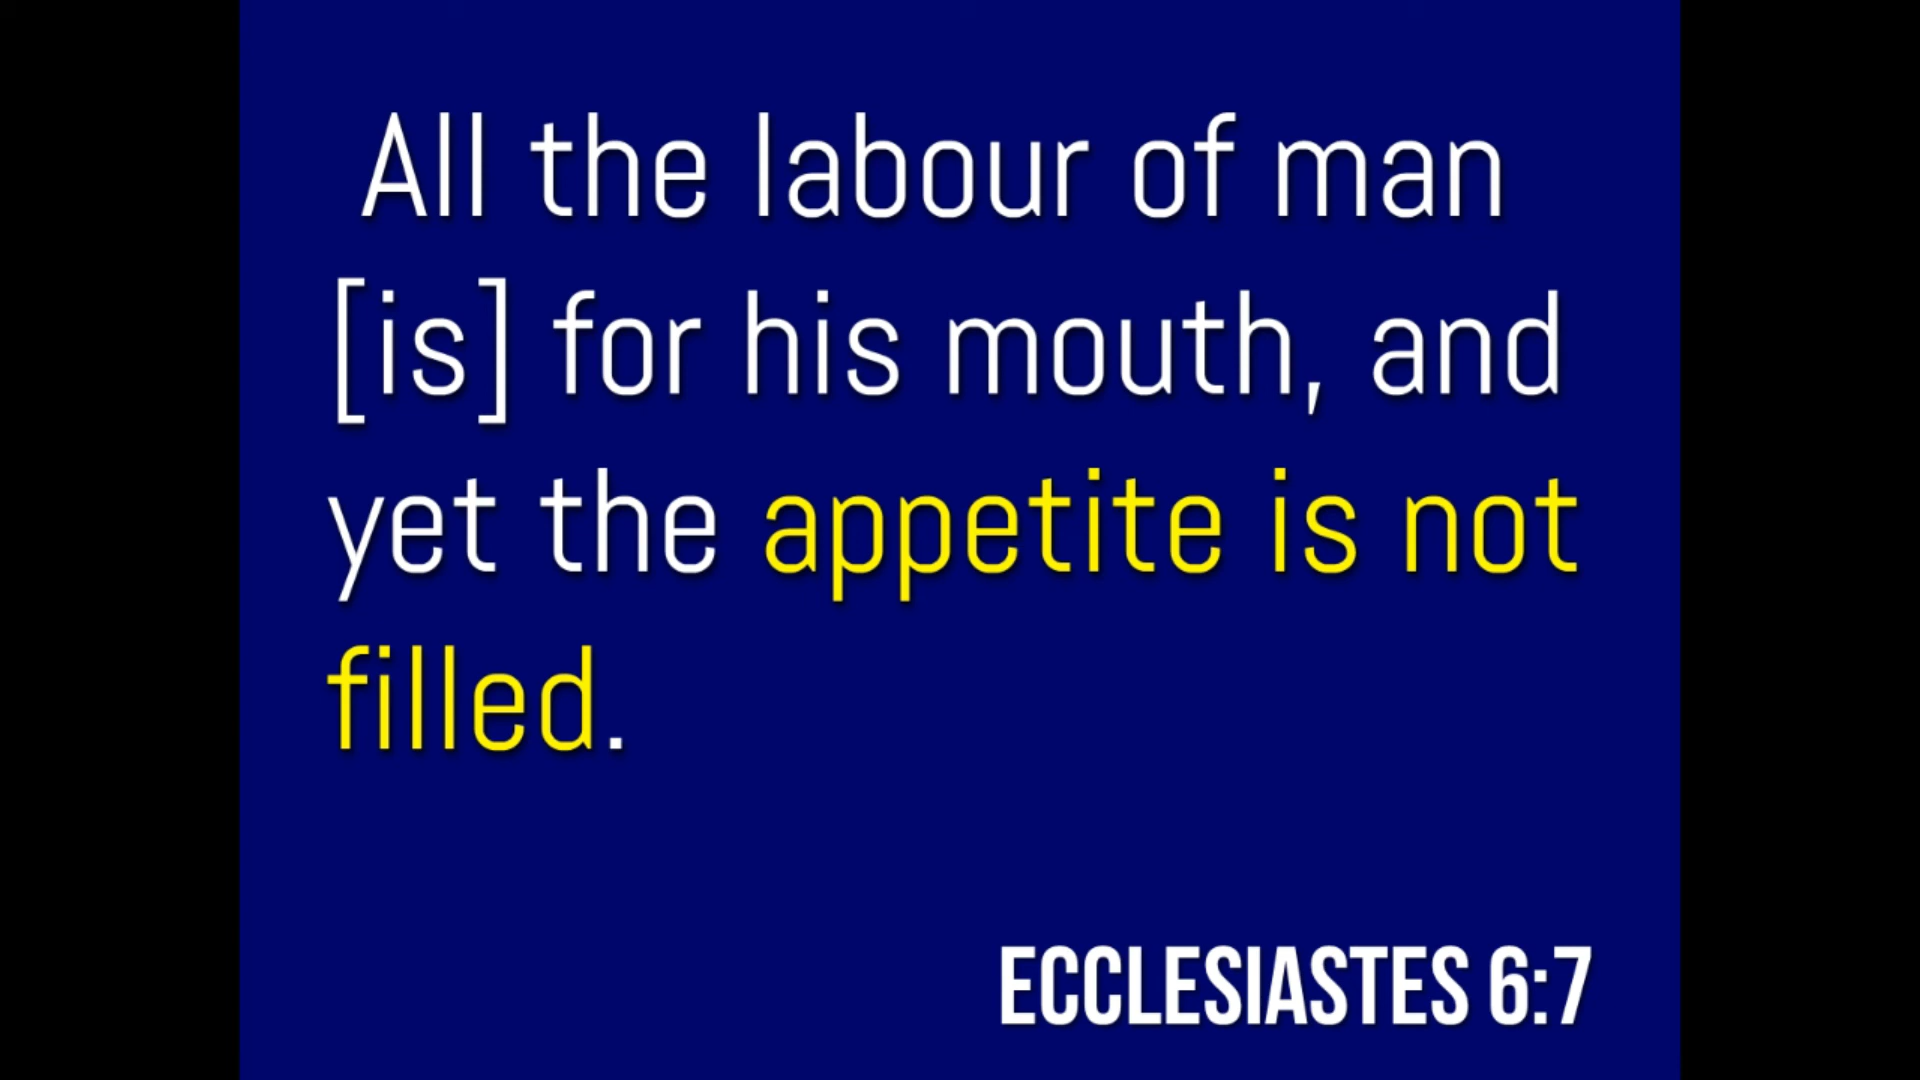 All the labour of man
[is] for his mouth, and
yet the appetite is not
filled.
ECCLESIASTES 6:7